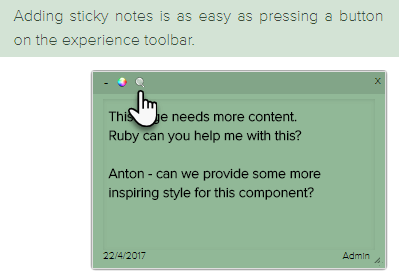 Adding sticky notes is as easy as pressing a button
on the experience toolbar.
- x
This ge needs more content.
Ruby can you help me with this?
Anton - can we provide some more
inspiring style for this component?
22/4/2017 Admin